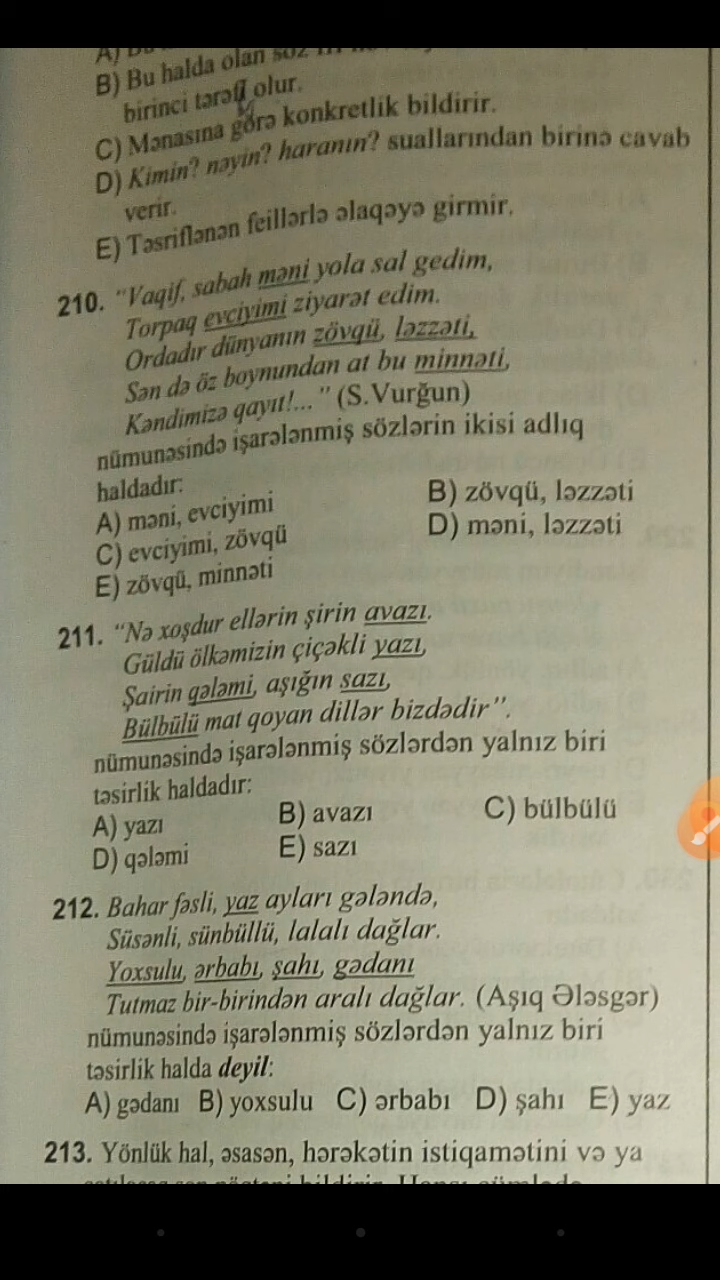 B) Bu halda olan söz
birinci tərəfi olur.
C) Mənasına görə konkretlik bildirir.
D) Kimin? nəyin? haranın? suallarından birinə cavab
verir.
E) Təsriflənən feillərlə əlaqəyə girmir.
210. “Vaqif, sabah məni yola sal gedim,
Torpaq evciyimi ziyarət edim.
Ordadır dünyanın zövqü, ləzzəti,
Sən də öz boynundan at bu minnəti,
Kəndimizə qayıt!... ” (S.Vurğun)
nümunəsində işarələnmiş sözlərin ikisi adlıq
haldadır:
A) məni, evciyimi B) zövqü, ləzzəti
C) evciyimi, zövqü D) məni, ləzzəti
E) zövqü, minnəti
211. “Nə xoşdur ellərin şirin avazı.
Güldü ölkəmizin çiçəkli yazı,
Şairin qələmi, aşığın sazı,
Bülbülü mat qoyan dillər bizdədir”.
nümunəsində işarələnmiş sözlərdən yalnız biri
təsirlik haldadır:
A) yazı B) avazı C) bülbülü
D) qələmi E) sazı
212. Bahar fəsli, yaz ayları gələndə,
Süsənli, sünbüllü, lalalı dağlar.
Yoxsulu, ərbabı, şahı, gədanı
Tutmaz bir-birindən aralı dağlar. (Aşıq Ələsgər)
nümunəsində işarələnmiş sözlərdən yalnız biri
təsirlik halda deyil:
A) gədanı B) yoxsulu C) ərbabı D) şahı E) yaz
213. Yönlük hal, əsasən, hərəkətin istiqamətini və ya